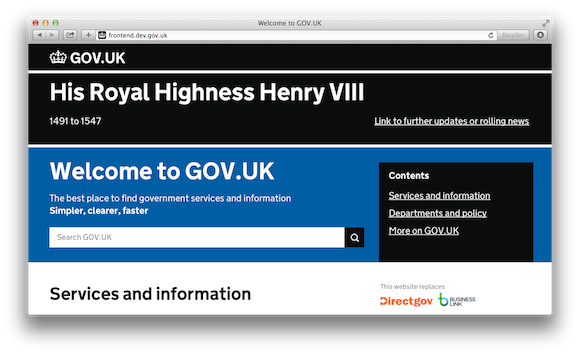 Welcome to GOV.UK
frontend.dev.gov.uk
Reader
GOV.UK
His Royal Highness Henry VIII
1491 to 1547
Link to further updates or rolling news
Welcome to GOV.UK
The best place to find government services and information
Simpler, clearer, faster
Search GOV.UK
Contents
Services and information
Departments and policy
More on GOV.UK
Services and information
This website replaces
Directgov
BUSINESS
LINK